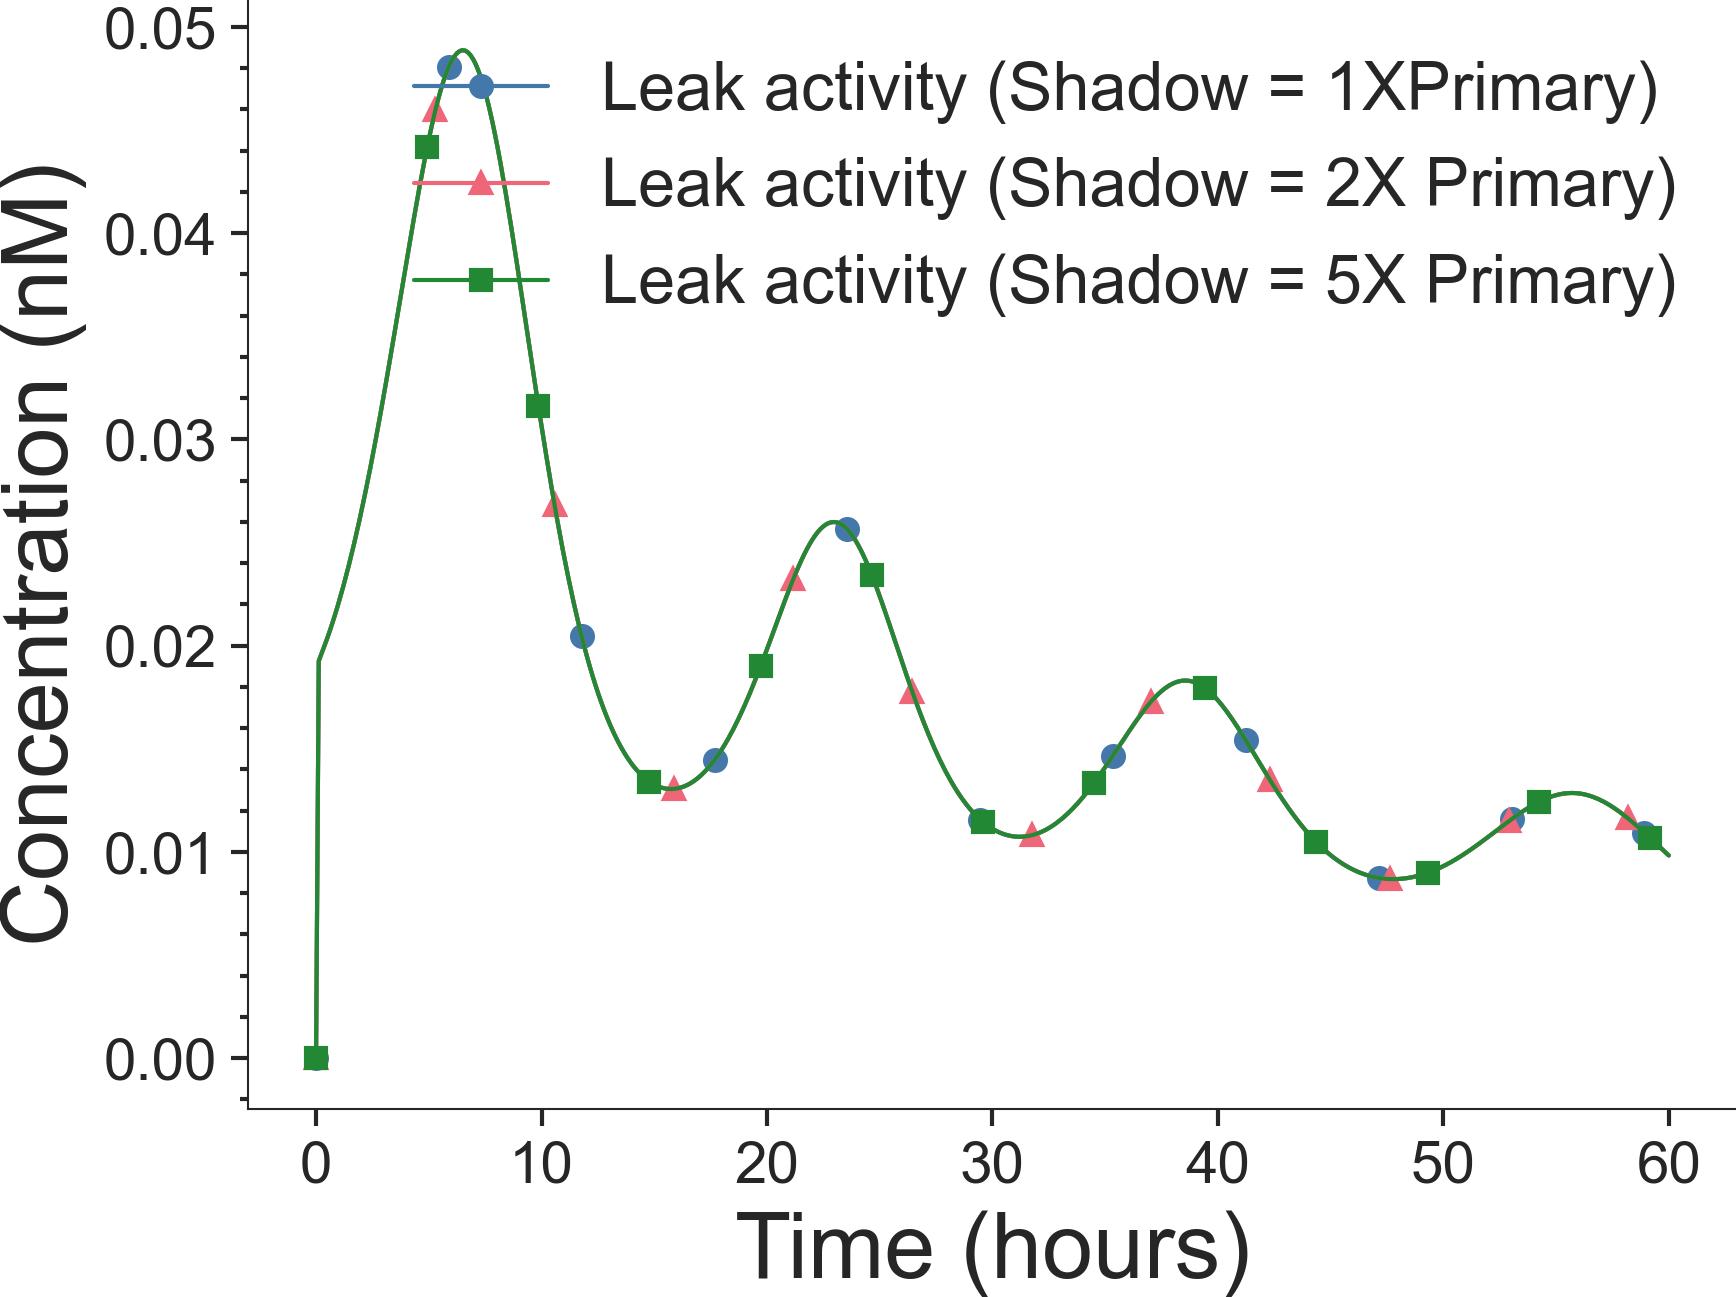 Concentration (nM)
0.05
0.04
0.03
0.02
0.01
0.00
Leak activity (Shadow = 1XPrimary)
Leak activity (Shadow = 2X Primary)
Leak activity (Shadow = 5X Primary)
0 10 20 30 40 50 60
Time (hours)